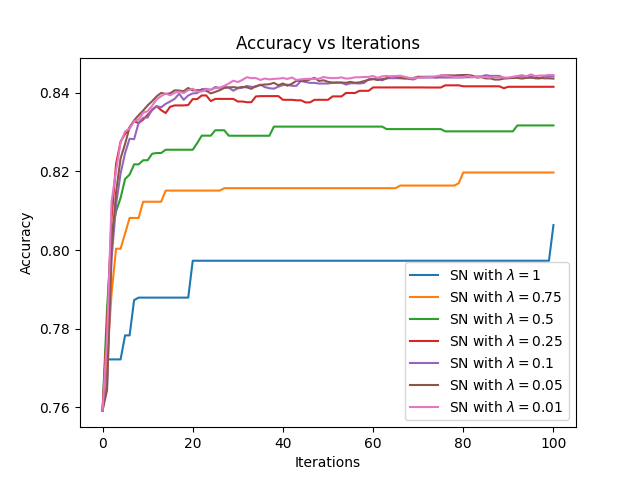 Accuracy vs Iterations
Accuracy
0.84
0.82
0.80
0.78
0.76
SN with λ = 1
SN with λ = 0.75
SN with λ = 0.5
SN with λ = 0.25
SN with λ = 0.1
SN with λ = 0.05
SN with λ = 0.01
0 20 40 60 80 100
Iterations